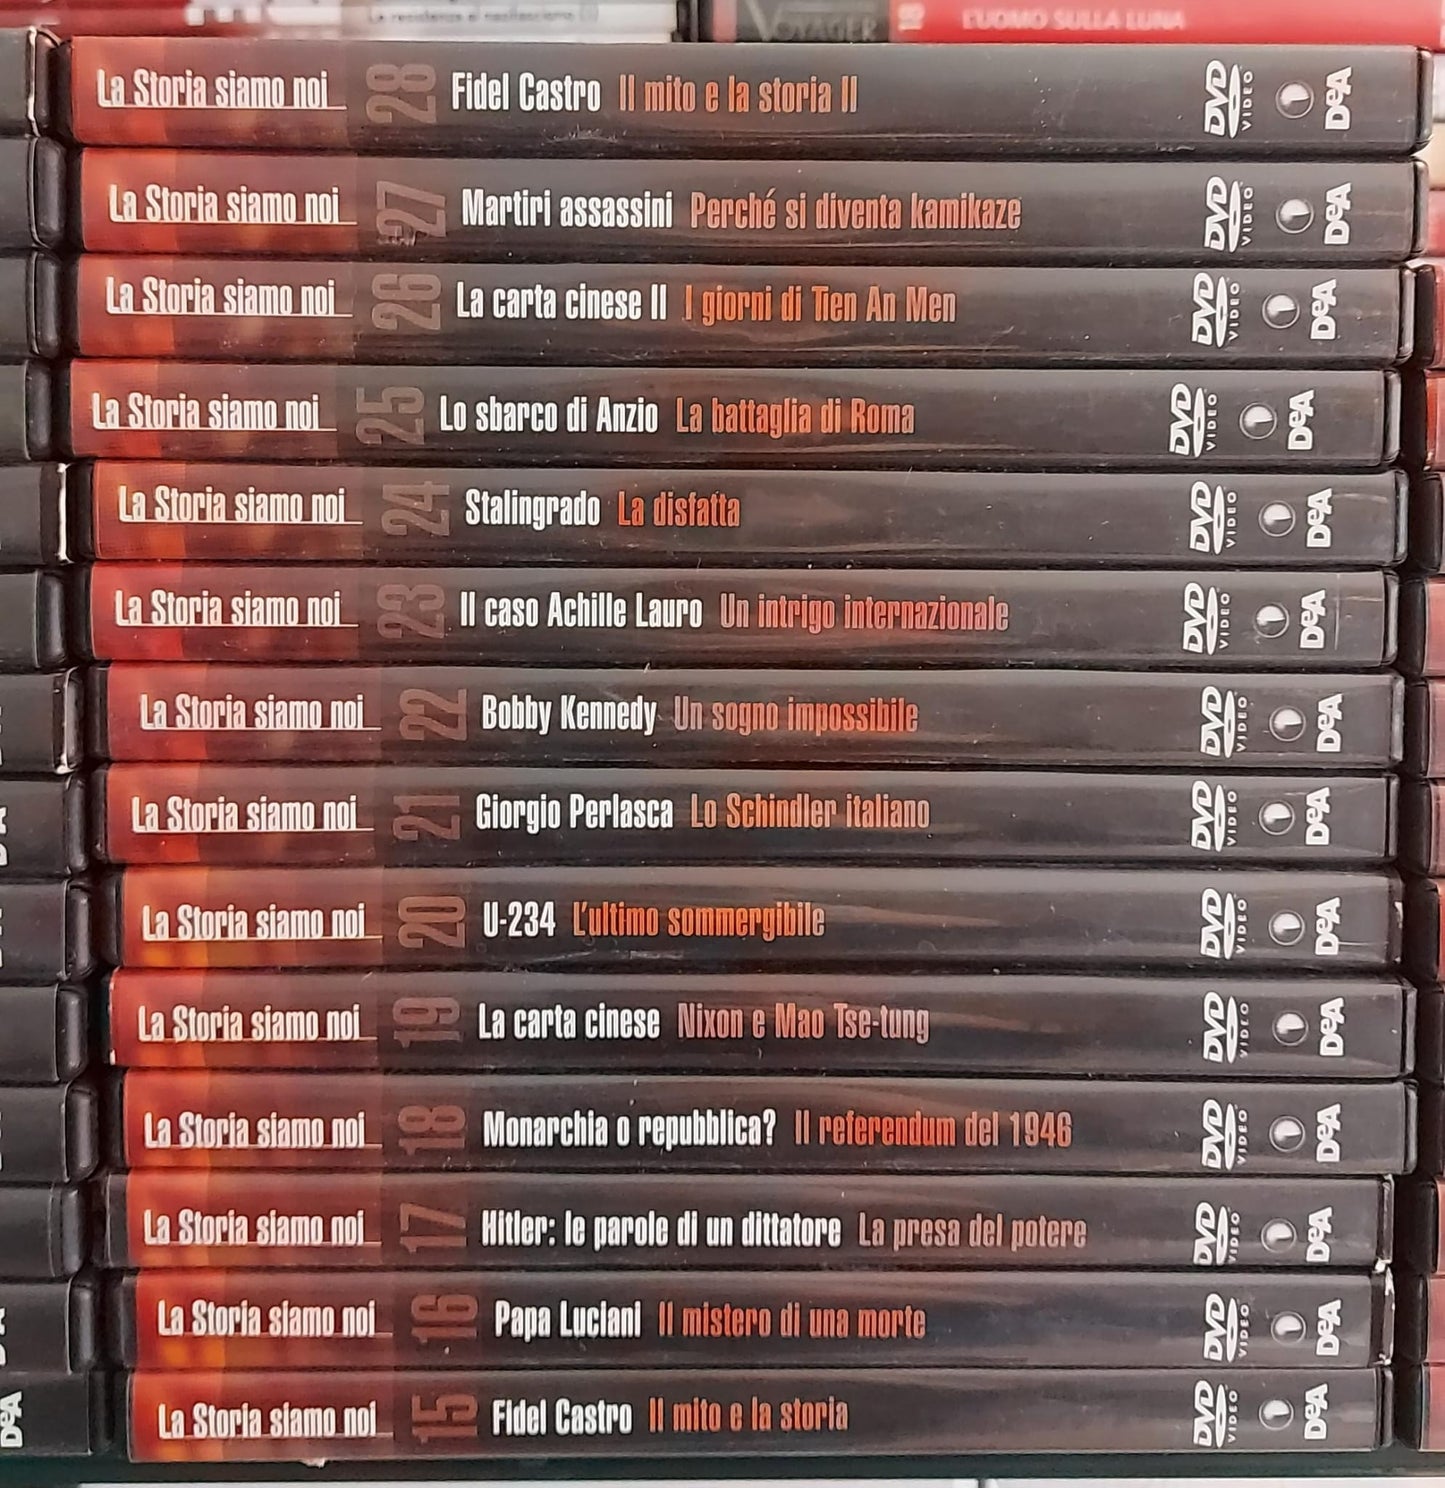 La resistenza al neofascismo (I)
VOYAGER 18 L'UOMO SULLA LUNA
La Storia siamo noi 28 Fidel Castro Il mito e la storia II DVD VIDEO DeA
La Storia siamo noi 27 Martiri assassini Perché si diventa kamikaze DVD VIDEO DeA
La Storia siamo noi 26 La carta cinese II I giorni di Tien An Men DVD VIDEO DeA
La Storia siamo noi 25 Lo sbarco di Anzio La battaglia di Roma DVD VIDEO DeA
La Storia siamo noi 24 Stalingrado La disfatta DVD VIDEO DeA
La Storia siamo noi 23 Il caso Achille Lauro Un intrigo internazionale DVD VIDEO DeA
La Storia siamo noi 22 Bobby Kennedy Un sogno impossibile DVD VIDEO DeA
La Storia siamo noi 21 Giorgio Perlasca Lo Schindler italiano DVD VIDEO DeA
La Storia siamo noi 20 U-234 L'ultimo sommergibile DVD VIDEO DeA
La Storia siamo noi 19 La carta cinese Nixon e Mao Tse-tung DVD VIDEO DeA
La Storia siamo noi 18 Monarchia o repubblica? Il referendum del 1946 DVD VIDEO DeA
La Storia siamo noi 17 Hitler: le parole di un dittatore La presa del potere DVD VIDEO DeA
La Storia siamo noi 16 Papa Luciani Il mistero di una morte DVD VIDEO DeA
La Storia siamo noi 15 Fidel Castro Il mito e la storia DVD VIDEO DeA
DeA